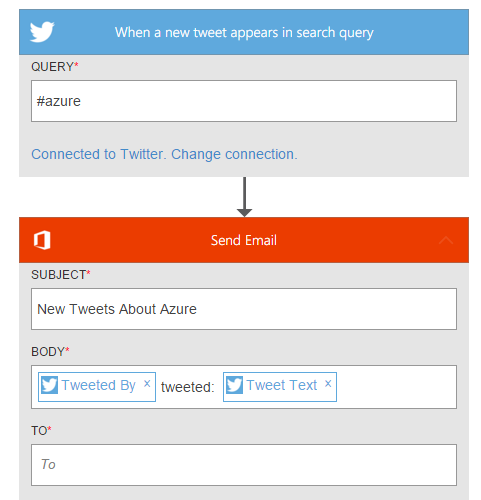 When a new tweet appears in search query
QUERY*
#azure
Connected to Twitter. Change connection.
Send Email
SUBJECT*
New Tweets About Azure
BODY*
Tweeted By x tweeted: Tweet Text x
TO*
To